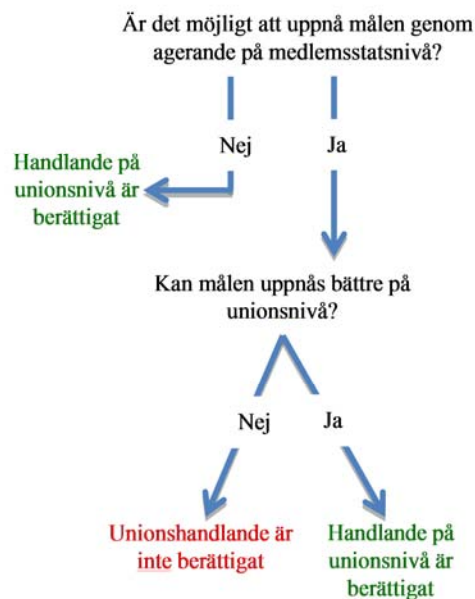 Är det möjligt att uppnå målen genom
agerande på medlemsstatsnivå?
Nej
Ja
Handlande på
unionsnivå är
berättigat
Kan målen uppnås bättre på
unionsnivå?
Nej
Ja
Unionshandlande är
inte berättigat
Handlande på
unionsnivå är
berättigat